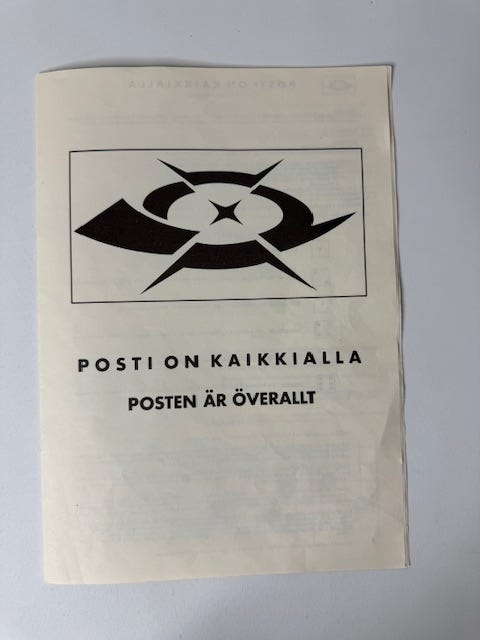 POSTI ON KAIKKIALLA
POSTEN ÄR ÖVERALLT